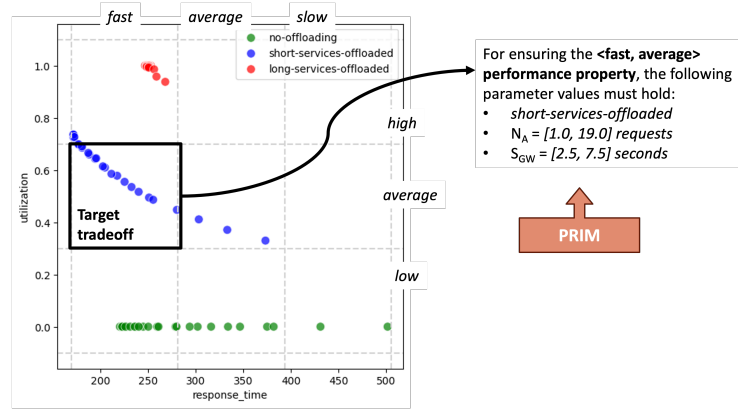 fast
average
slow
no-offloading
short-services-offloaded
long-services-offloaded
1.0
0.8
0.6
0.4
0.2
0.0
utilization
high
average
low
Target
tradeoff
100
200
250
300
350
400
450
500
response_time
For ensuring the <fast, average>
performance property, the following
parameter values must hold:
• short-services-offloaded
• NA = [1.0, 19.0] requests
• SGW = [2.5, 7.5] seconds
PRIM